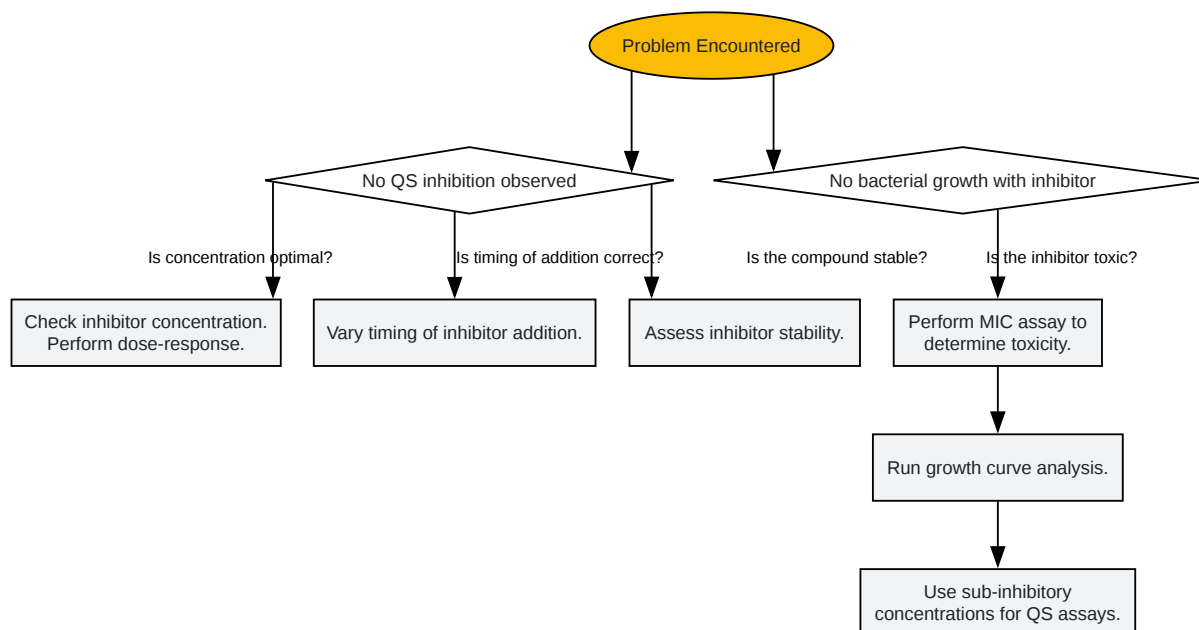 Problem Encountered
No QS inhibition observed
No bacterial growth with inhibitor
Is concentration optimal?
Is timing of addition correct?
Is the compound stable?
Is the inhibitor toxic?
Check inhibitor concentration.
Perform dose-response.
Vary timing of inhibitor addition.
Assess inhibitor stability.
Perform MIC assay to
determine toxicity.
Run growth curve analysis.
Use sub-inhibitory
concentrations for QS assays.